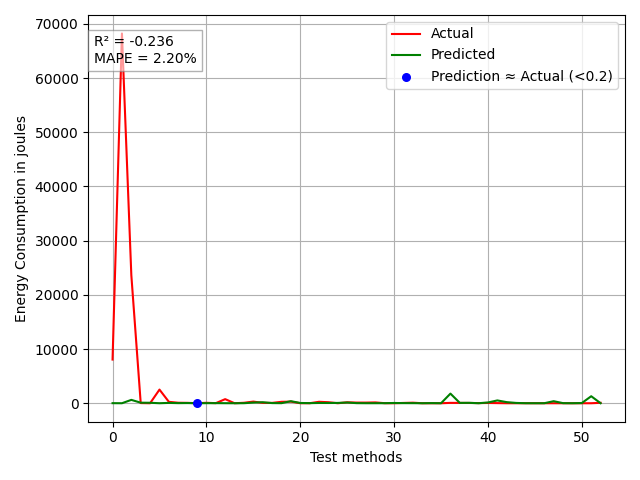 R² = -0.236
MAPE = 2.20%
Actual
Predicted
Prediction ≈ Actual (<0.2)
Energy Consumption in joules
70000
60000
50000
40000
30000
20000
10000
0
0 10 20 30 40 50
Test methods